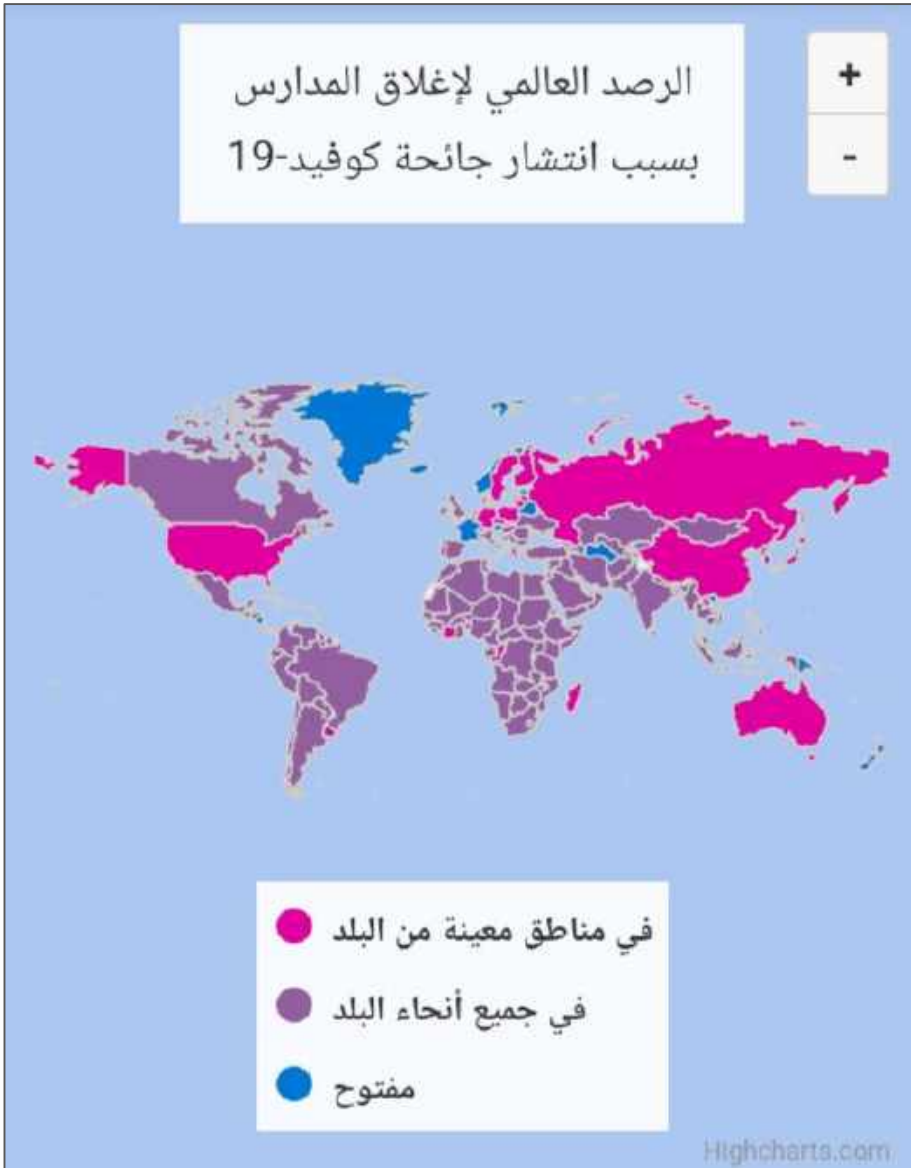 الرصد العالمي لإغلاق المدارس
بسبب انتشار جائحة كوفيد-19
+
-
في مناطق معينة من البلد
في جميع أنحاء البلد
مفتوح
Highcharts.com